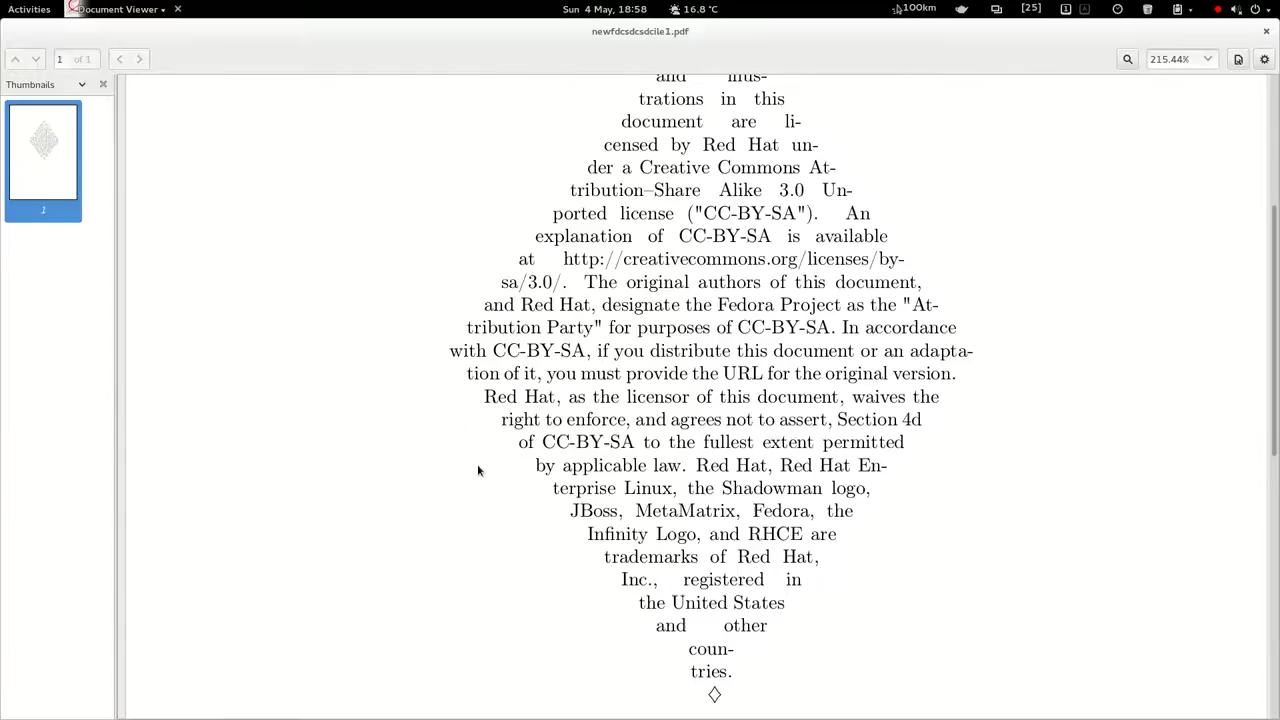 Activities Document Viewer Sun 4 May, 18:58 16.8 °C 100km [25] 1
newfdcsdcsdcile1.pdf
1 of 1 215.44%
Thumbnails
1
and illus-
trations in this
document are li-
censed by Red Hat un-
der a Creative Commons At-
tribution–Share Alike 3.0 Un-
ported license ("CC-BY-SA"). An
explanation of CC-BY-SA is available
at http://creativecommons.org/licenses/by-
sa/3.0/. The original authors of this document,
and Red Hat, designate the Fedora Project as the "At-
tribution Party" for purposes of CC-BY-SA. In accordance
with CC-BY-SA, if you distribute this document or an adapta-
tion of it, you must provide the URL for the original version.
Red Hat, as the licensor of this document, waives the
right to enforce, and agrees not to assert, Section 4d
of CC-BY-SA to the fullest extent permitted
by applicable law. Red Hat, Red Hat En-
terprise Linux, the Shadowman logo,
JBoss, MetaMatrix, Fedora, the
Infinity Logo, and RHCE are
trademarks of Red Hat,
Inc., registered in
the United States
and other
coun-
tries.